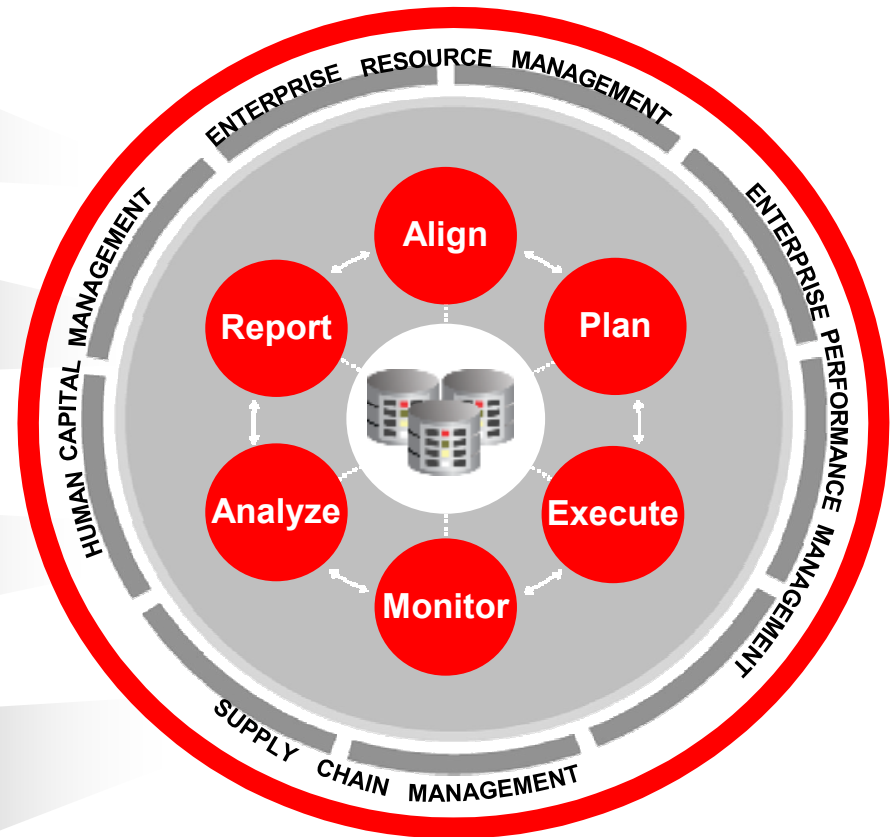 ENTERPRISE RESOURCE MANAGEMENT
ENTERPRISE PERFORMANCE MANAGEMENT
SUPPLY CHAIN MANAGEMENT
HUMAN CAPITAL MANAGEMENT
Align
Plan
Execute
Monitor
Analyze
Report